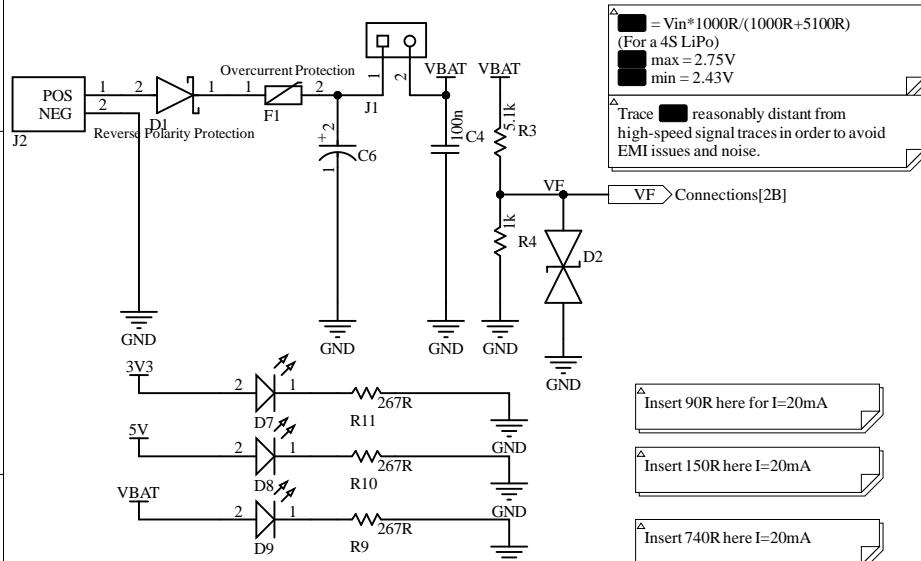 = Vin*1000R/(1000R+5100R)
(For a 4S LiPo)
max = 2.75V
min = 2.43V
Trace reasonably distant from
high-speed signal traces in order to avoid
EMI issues and noise.
POS
NEG
J2
1
2
2
1
D1
Reverse Polarity Protection
Overcurrent Protection
1
2
F1
1
2
J1
+
2
1
C6
VBAT
100n
C4
VBAT
5.1k
R3
VF
VF
Connections[2B]
1k
R4
D2
GND
GND
GND
GND
GND
3V3
2
1
D7
R11
267R
GND
Insert 90R here for I=20mA
5V
2
1
D8
R10
267R
GND
Insert 150R here I=20mA
VBAT
2
1
D9
R9
267R
Insert 740R here I=20mA